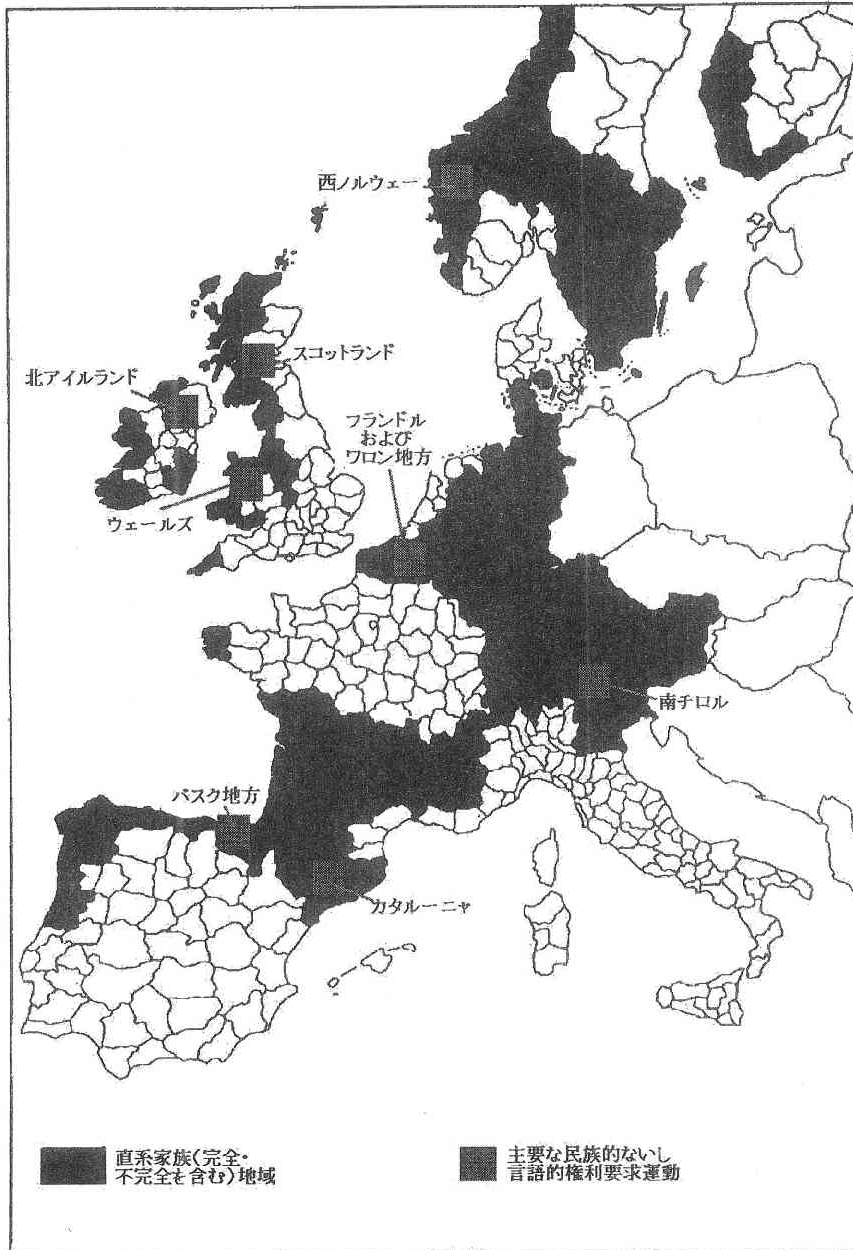 西ノルウェー
スコットランド
北アイルランド
フランドル
および
ワロン地方
ウェールズ
南チロル
バスク地方
カタルーニャ
直系家族(完全・
不完全を含む)地域
主要な民族的ないし
言語的権利要求運動